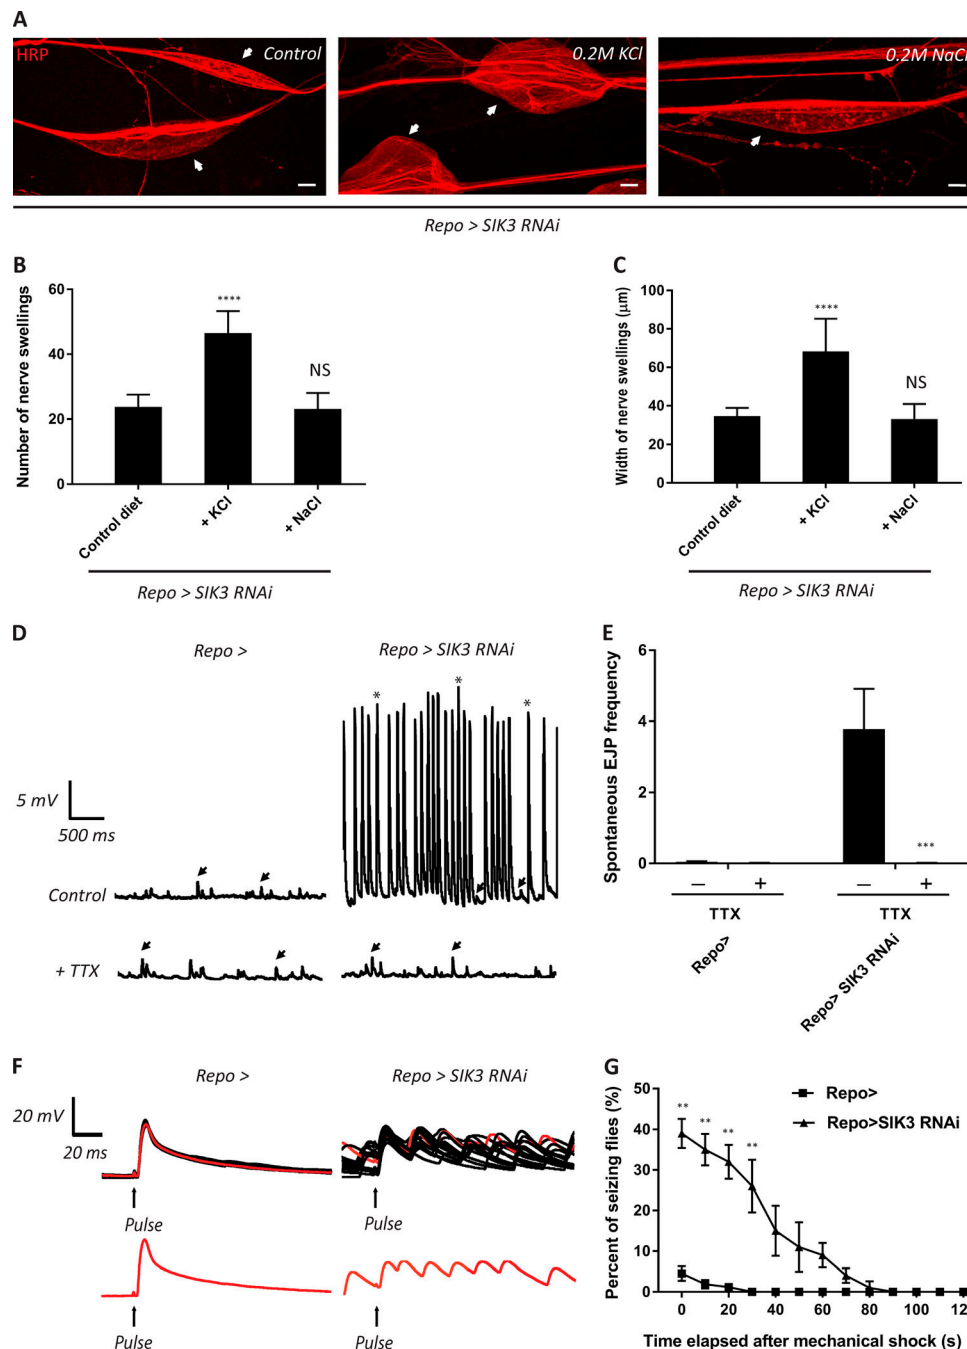 A
HRP
Control
0.2M KCl
0.2M NaCl
Repo > SIK3 RNAi
B
Number of nerve swellings
60
40
20
0
****
NS
Control diet
+ KCl
+ NaCl
Repo > SIK3 RNAi
C
Width of nerve swellings (μm)
100
80
60
40
20
0
****
NS
Control diet
+ KCl
+ NaCl
Repo > SIK3 RNAi
D
Repo >
Repo > SIK3 RNAi
* * *
5 mV
500 ms
Control
+ TTX
E
Spontaneous EJP frequency
6
4
2
0
***
— + — +
TTX TTX
Repo>
Repo> SIK3 RNAi
F
Repo >
Repo > SIK3 RNAi
20 mV
20 ms
Pulse
Pulse
Pulse
Pulse
G
Repo>
Repo>SIK3 RNAi
Percent of seizing flies (%)
50
40
30
20
10
0
** ** ** **
0 20 40 60 80 100 120
Time elapsed after mechanical shock (s)